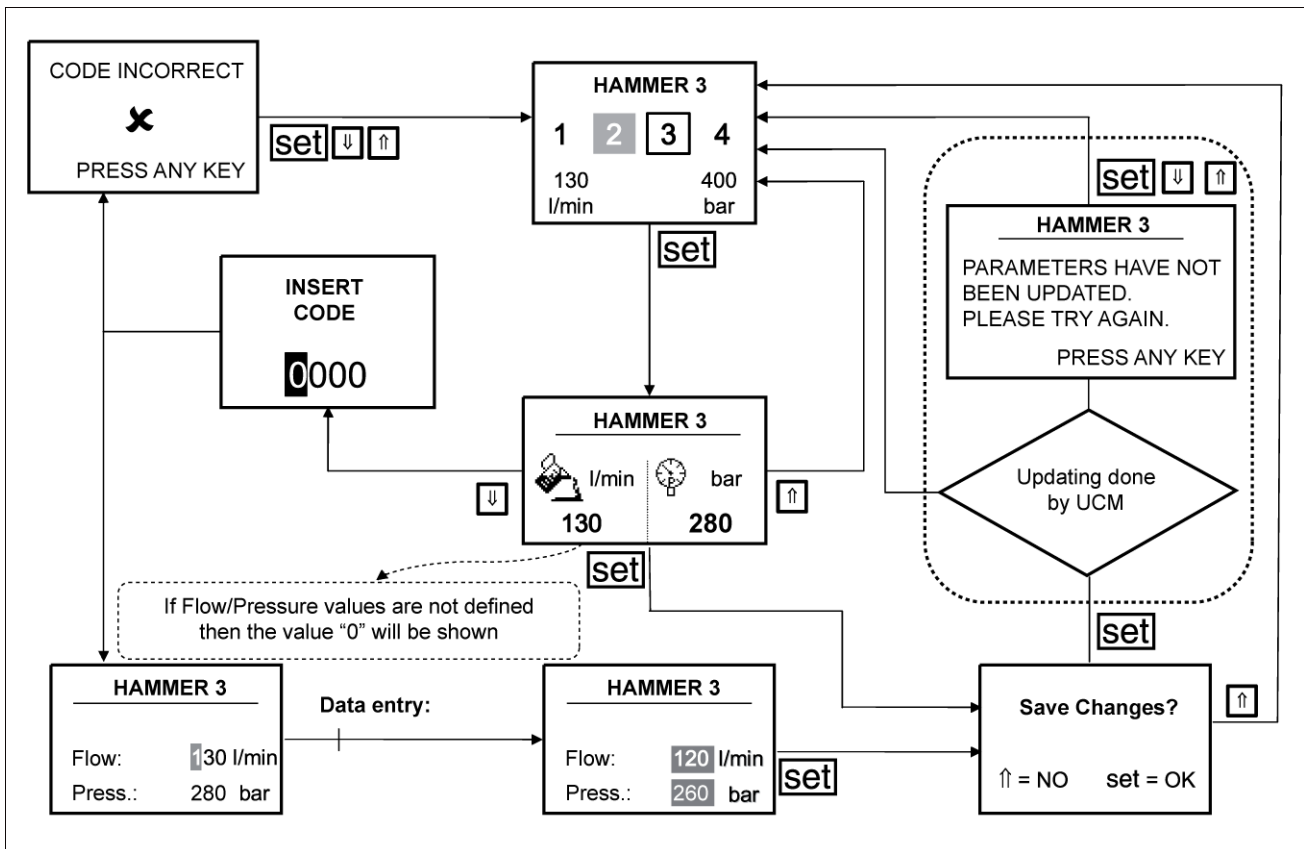 CODE INCORRECT
✘
PRESS ANY KEY
set ⇓ ⇑
HAMMER 3
1 2 3 4
130 400
l/min bar
set
set ⇓ ⇑
HAMMER 3
PARAMETERS HAVE NOT
BEEN UPDATED.
PLEASE TRY AGAIN.
PRESS ANY KEY
INSERT
CODE
0000
HAMMER 3
l/min bar
130 280
⇓
⇑
set
Updating done
by UCM
If Flow/Pressure values are not defined
then the value “0” will be shown
set
HAMMER 3
Flow: 130 l/min
Press.: 280 bar
Data entry:
HAMMER 3
Flow: 120 l/min
Press.: 260 bar
set
Save Changes?
⇑ = NO set = OK
⇑